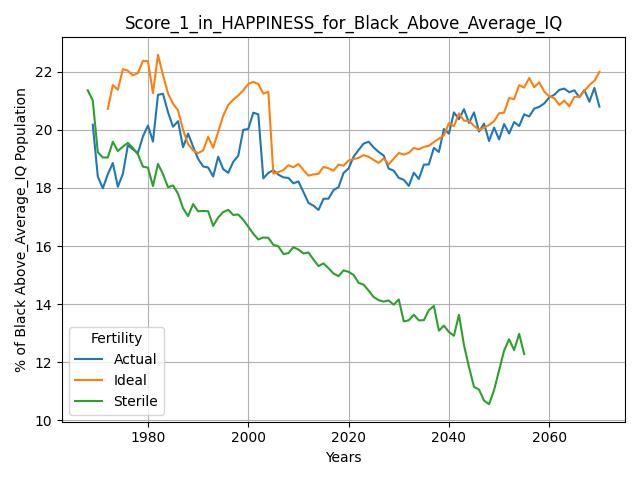 Score_1_in_HAPPINESS_for_Black_Above_Average_IQ
% of Black Above_Average_IQ Population
22
20
18
16
14
12
10
Fertility
Actual
Ideal
Sterile
1980 2000 2020 2040 2060
Years